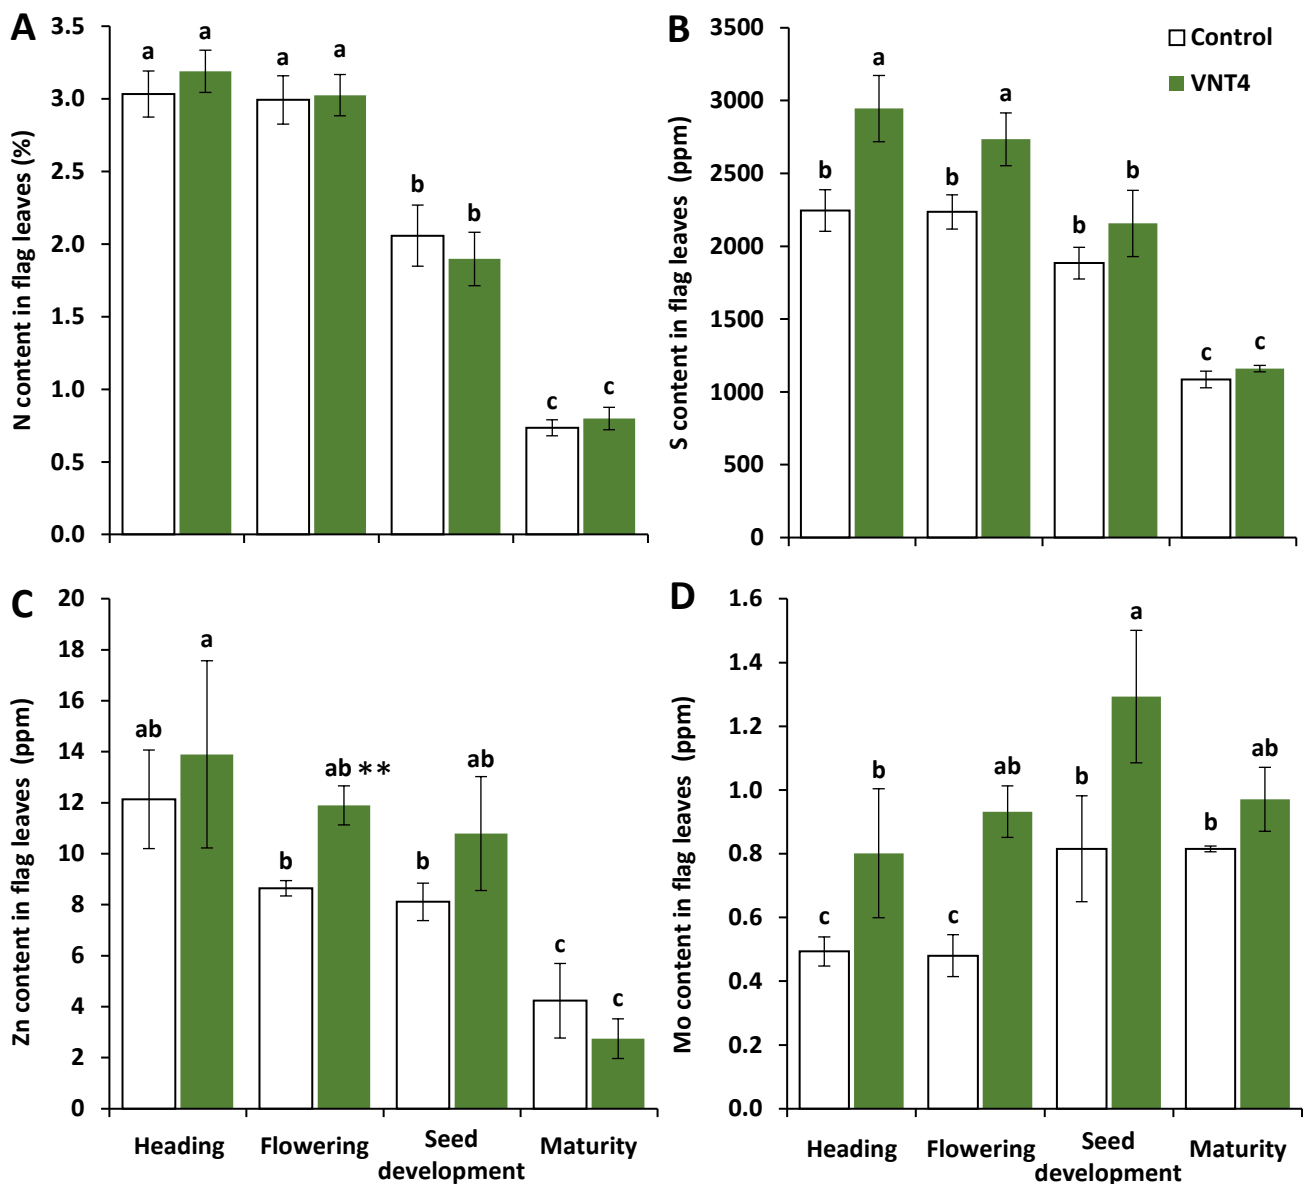 A
N content in flag leaves (%)
3.5
3.0
2.5
2.0
1.5
1.0
0.5
0.0
a
a
a
a
b
b
c
c
B
S content in flag leaves (ppm)
3500
3000
2500
2000
1500
1000
500
0
b
a
b
a
b
b
c
c
Control
VNT4
C
Zn content in flag leaves (ppm)
20
18
16
14
12
10
8
6
4
2
0
ab
a
b
ab **
b
ab
c
c
Heading
Flowering
Seed
development
Maturity
D
Mo content in flag leaves (ppm)
1.6
1.4
1.2
1.0
0.8
0.6
0.4
0.2
0.0
c
b
c
ab
b
a
b
ab
Heading
Flowering
Seed
development
Maturity